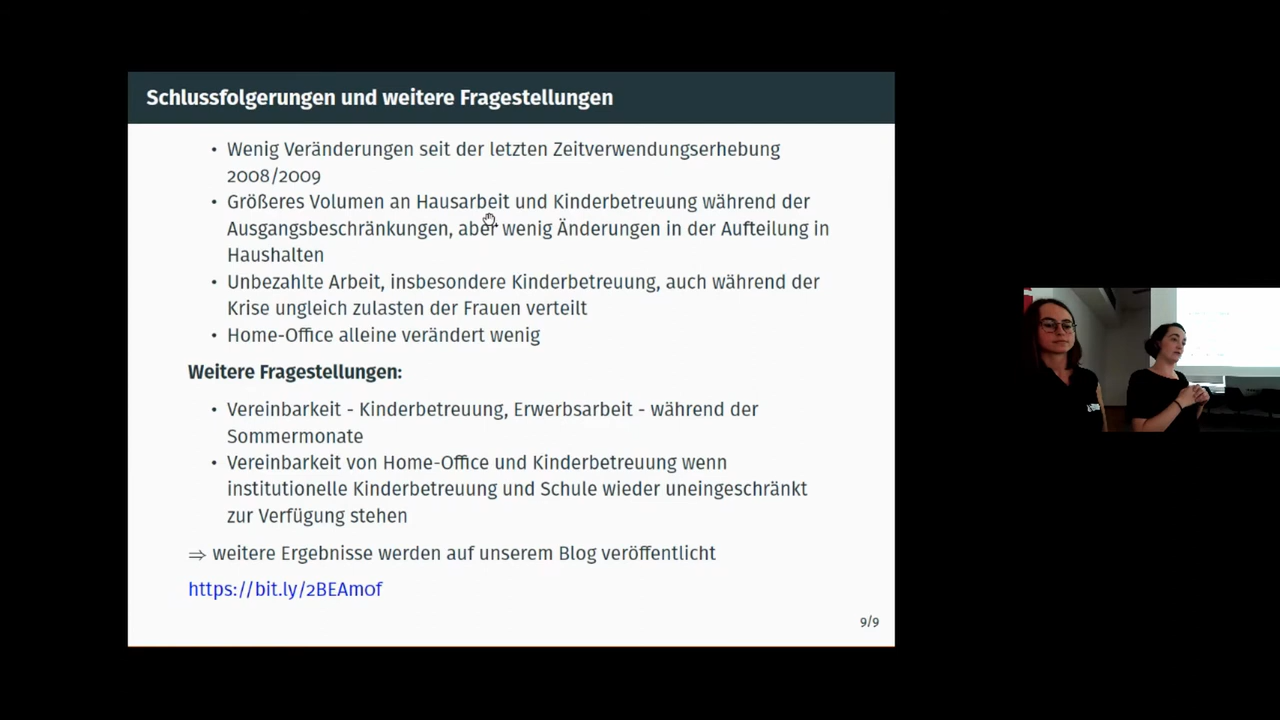 Schlussfolgerungen und weitere Fragestellungen
• Wenig Veränderungen seit der letzten Zeitverwendungserhebung
2008/2009
• Größeres Volumen an Hausarbeit und Kinderbetreuung während der
Ausgangsbeschränkungen, aber wenig Änderungen in der Aufteilung in
Haushalten
• Unbezahlte Arbeit, insbesondere Kinderbetreuung, auch während der
Krise ungleich zulasten der Frauen verteilt
• Home-Office alleine verändert wenig
Weitere Fragestellungen:
• Vereinbarkeit - Kinderbetreuung, Erwerbsarbeit - während der
Sommermonate
• Vereinbarkeit von Home-Office und Kinderbetreuung wenn
institutionelle Kinderbetreuung und Schule wieder uneingeschränkt
zur Verfügung stehen
⇒ weitere Ergebnisse werden auf unserem Blog veröffentlicht
https://bit.ly/2BEAm0f
9/9